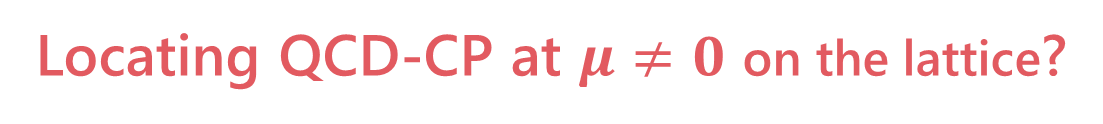 Locating QCD-CP at μ ≠ 0 on the lattice?